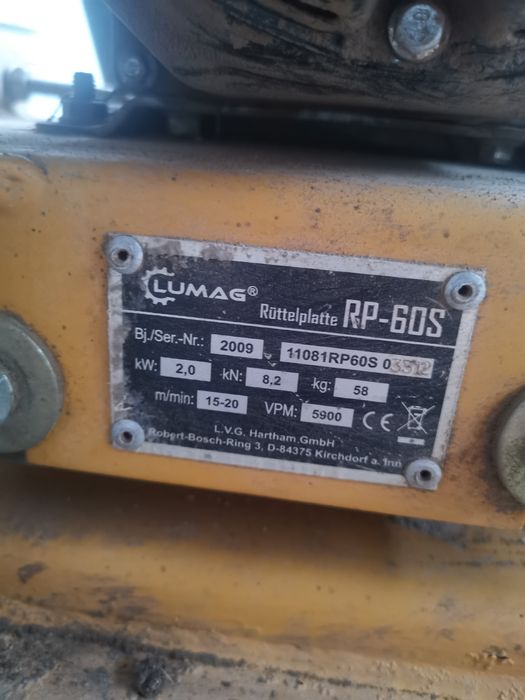 LUMAG® Rüttelplatte RP-60S
Bj./Ser.-Nr.: 2009 11081RP60S 03512
kW: 2,0 kN: 8,2 kg: 58
m/min: 15-20 VPM: 5900 CE
L.V.G. Hartham GmbH
Robert-Bosch-Ring 3, D-84375 Kirchdorf a. Inn